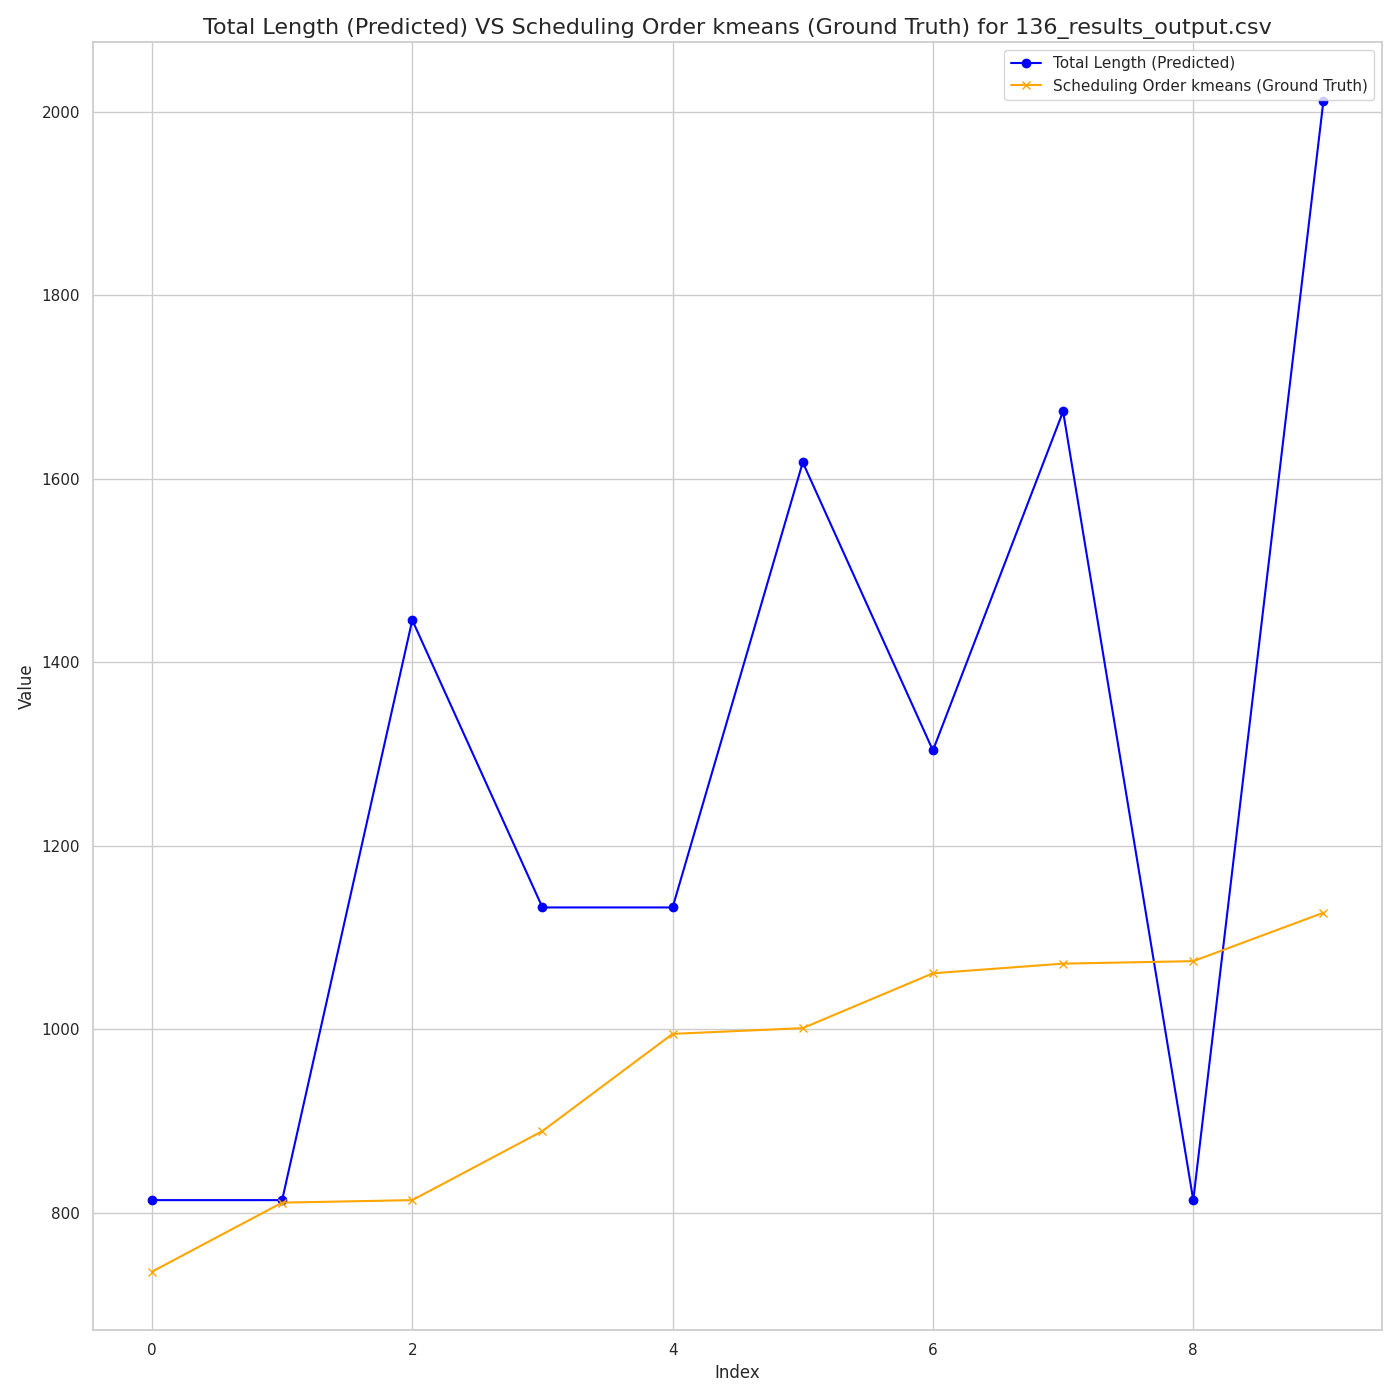 Total Length (Predicted) VS Scheduling Order kmeans (Ground Truth) for 136_results_output.csv
Total Length (Predicted)
Scheduling Order kmeans (Ground Truth)
2000
1800
1600
1400
1200
1000
800
Value
0 2 4 6 8
Index